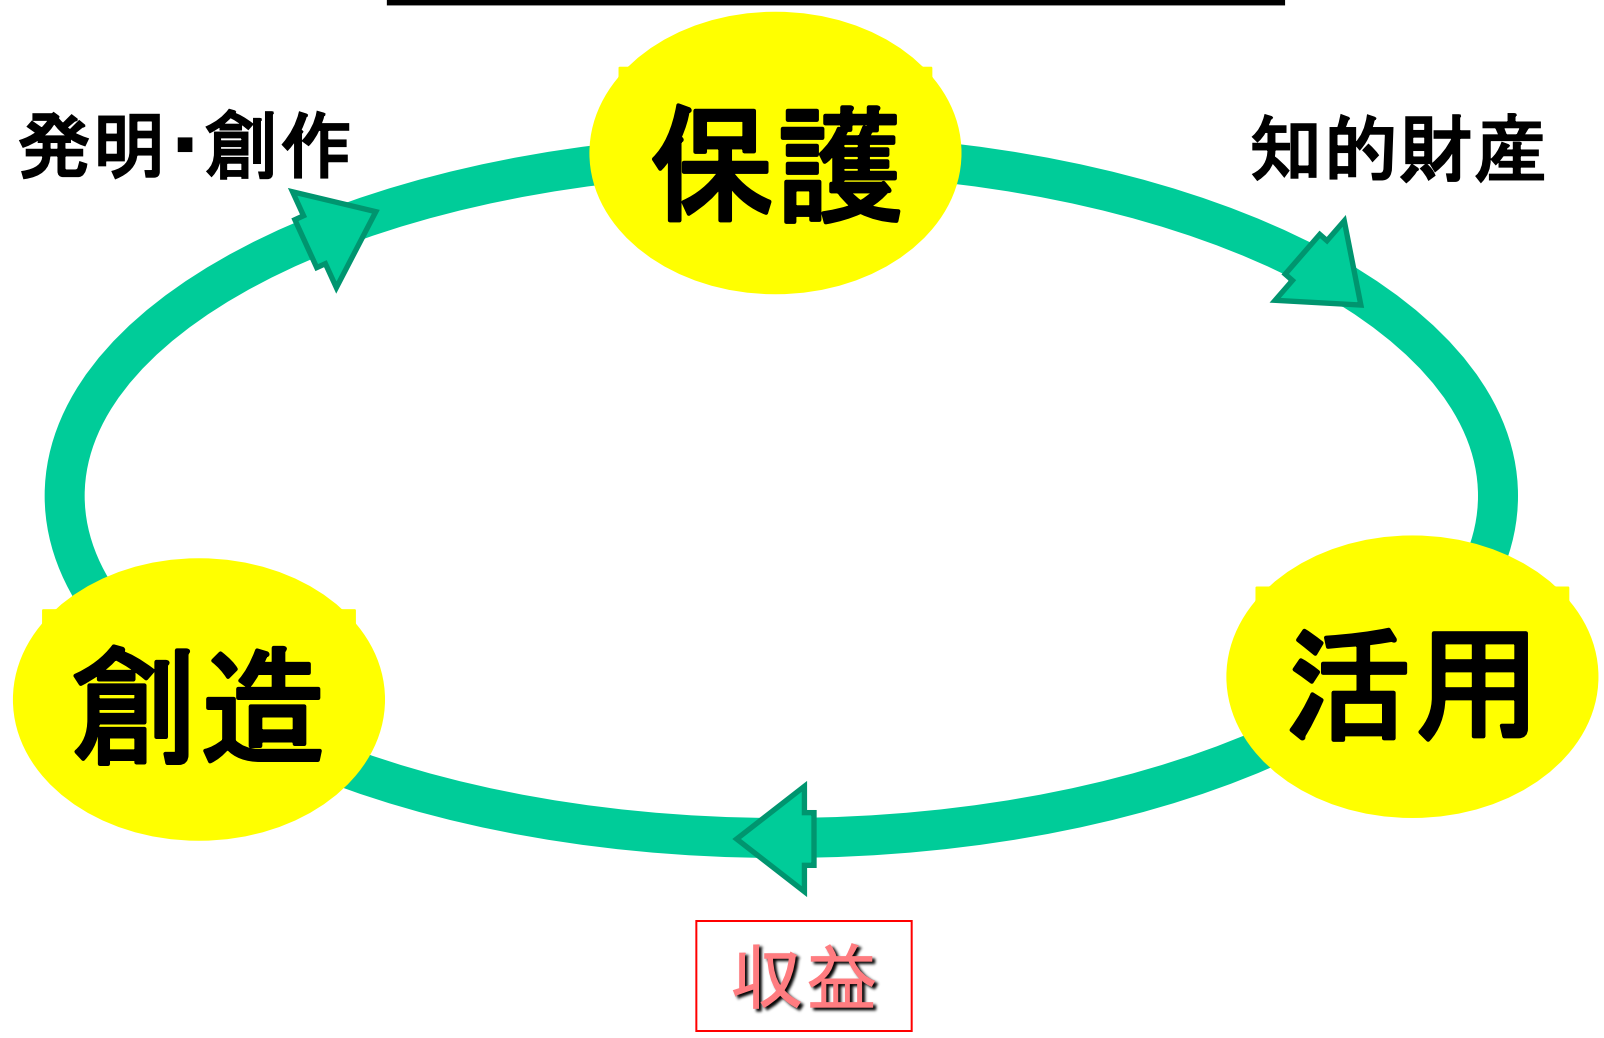 保護
発明・創作
知的財産
創造
活用
収益